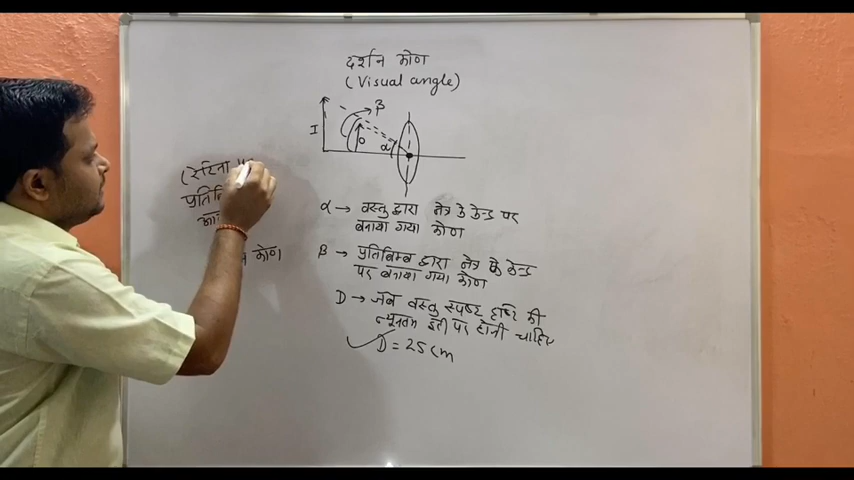 दर्शन कोण
(Visual angle)
β
I
O
α
(रेटिना
कोण
α → वस्तु द्वारा नेत्र के केन्द्र पर
बनाया गया कोण
β → प्रतिबिम्ब द्वारा नेत्र के केन्द्र
पर बनाया गया कोण
D → जब वस्तु स्पष्ट दृष्टि की
न्यूनतम दूरी पर होनी चाहिए
D = 25 cm